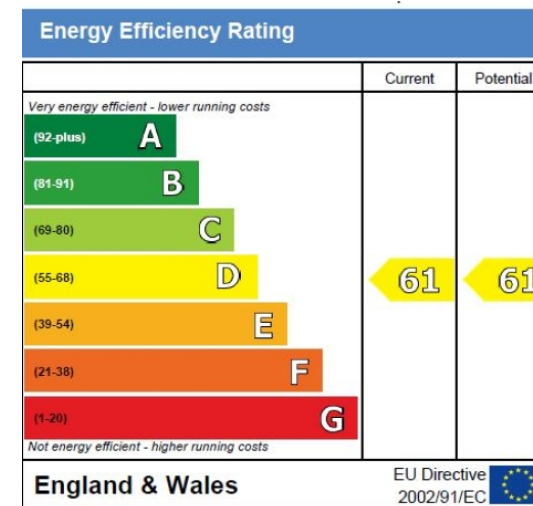 Energy Efficiency Rating
Current Potential
Very energy efficient - lower running costs
(92-plus) A
(81-91) B
(69-80) C
(55-68) D 61 61
(39-54) E
(21-38) F
(1-20) G
Not energy efficient - higher running costs
England & Wales
EU Directive
2002/91/EC